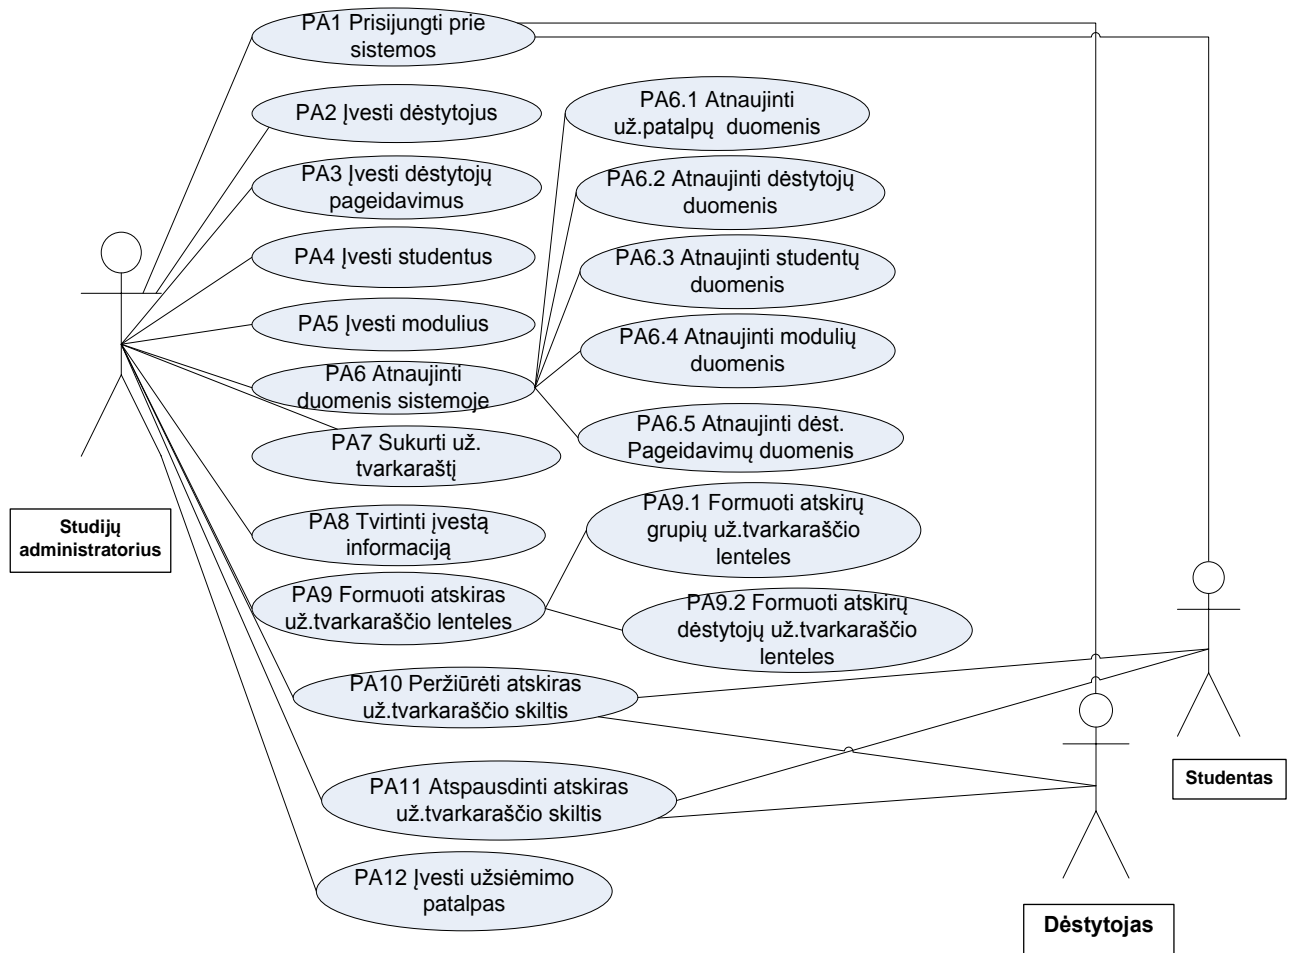 PA1 Prisijungti prie
sistemos
PA2 Įvesti dėstytojus
PA3 Įvesti dėstytojų
pageidavimus
PA4 Įvesti studentus
PA5 Įvesti modulius
PA6 Atnaujinti
duomenis sistemoje
PA7 Sukurti už.
tvarkaraštį
PA8 Tvirtinti įvestą
informaciją
PA9 Formuoti atskiras
už.tvarkaraščio lenteles
PA10 Peržiūrėti atskiras
už.tvarkaraščio skiltis
PA11 Atspausdinti atskiras
už.tvarkaraščio skiltis
PA12 Įvesti užsiėmimo
patalpas
PA6.1 Atnaujinti
už.patalpų duomenis
PA6.2 Atnaujinti dėstytojų
duomenis
PA6.3 Atnaujinti studentų
duomenis
PA6.4 Atnaujinti modulių
duomenis
PA6.5 Atnaujinti dėst.
Pageidavimų duomenis
PA9.1 Formuoti atskirų
grupių už.tvarkaraščio
lenteles
PA9.2 Formuoti atskirų
dėstytojų už.tvarkaraščio
lenteles
Studijų
administratorius
Studentas
Dėstytojas